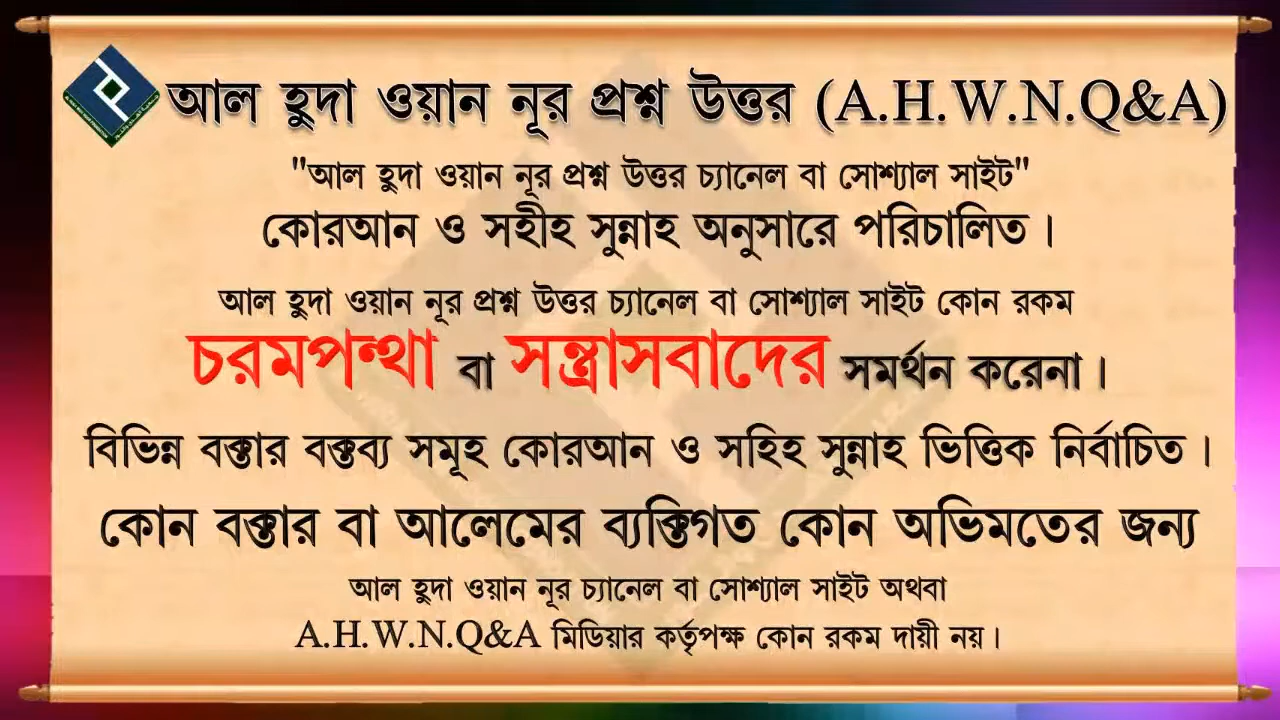 আল হুদা ওয়ান নূর প্রশ্ন উত্তর (A.H.W.N.Q&A)
"আল হুদা ওয়ান নূর প্রশ্ন উত্তর চ্যানেল বা সোশ্যাল সাইট"
কোরআন ও সহীহ সুন্নাহ অনুসারে পরিচালিত।
আল হুদা ওয়ান নূর প্রশ্ন উত্তর চ্যানেল বা সোশ্যাল সাইট কোন রকম
চরমপন্থা বা সন্ত্রাসবাদের সমর্থন করেনা।
বিভিন্ন বক্তার বক্তব্য সমূহ কোরআন ও সহিহ সুন্নাহ ভিত্তিক নির্বাচিত।
কোন বক্তার বা আলেমের ব্যক্তিগত কোন অভিমতের জন্য
আল হুদা ওয়ান নূর চ্যানেল বা সোশ্যাল সাইট অথবা
A.H.W.N.Q&A মিডিয়ার কর্তৃপক্ষ কোন রকম দায়ী নয়।